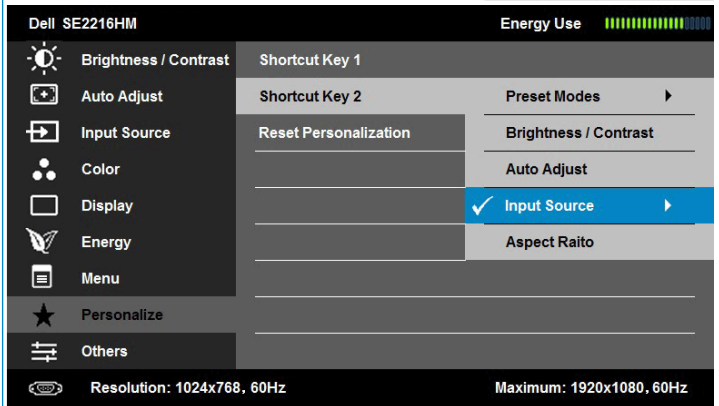 Dell SE2216HM Energy Use
Brightness / Contrast Shortcut Key 1
Auto Adjust Shortcut Key 2 Preset Modes
Input Source Reset Personalization Brightness / Contrast
Color Auto Adjust
Display Input Source
Energy Aspect Raito
Menu
Personalize
Others
Resolution: 1024x768, 60Hz Maximum: 1920x1080, 60Hz